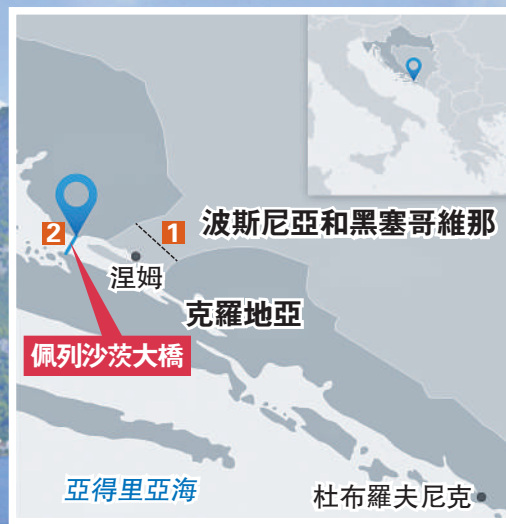 1
波斯尼亞和黑塞哥維那
2
涅姆
克羅地亞
佩列沙茨大橋
亞得里亞海
杜布羅夫尼克